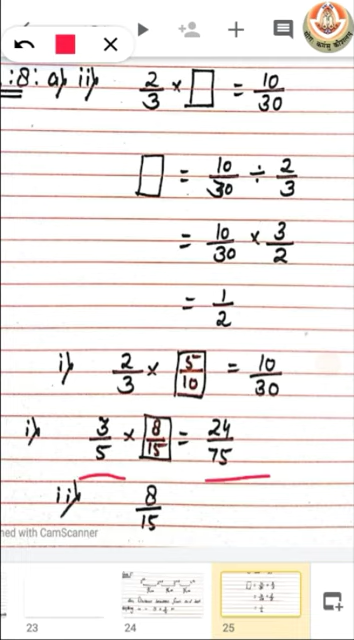 :8: a) ii) 2/3 × □ = 10/30
□ = 10/30 ÷ 2/3
= 10/30 × 3/2
= 1/2
i) 2/3 × 5/10 = 10/30
i) 3/5 × 8/15 = 24/75
ii) 8/15
ned with CamScanner
23
24
25